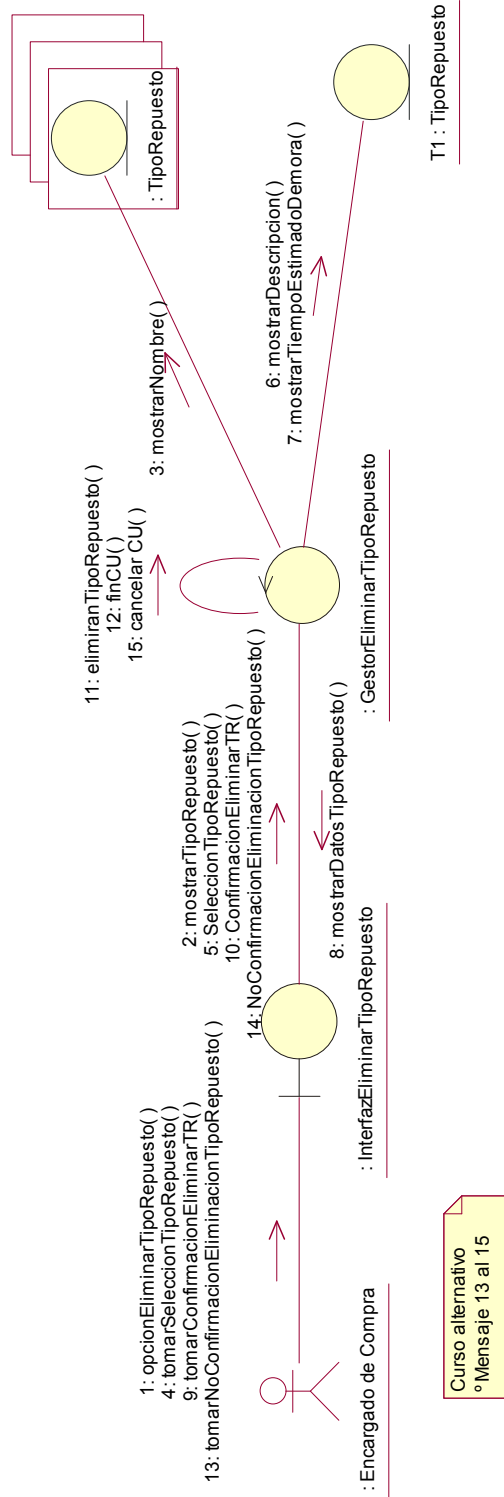 1: opcionEliminarTipoRepuesto( )
4: tomarSeleccionTipoRepuesto( )
9: tomarConfirmacionEliminarTR( )
13: tomarNoConfirmacionEliminacionTipoRepuesto( )
: Encargado de Compra
Curso alternativo
º Mensaje 13 al 15
2: mostrarTipoRepuesto( )
5: SeleccionTipoRepuesto( )
10: ConfirmacionEliminarTR( )
14: NoConfirmacionEliminacionTipoRepuesto( )
8: mostrarDatosTipoRepuesto( )
: InterfazEliminarTipoRepuesto
11: elimiranTipoRepuesto( )
12: finCU( )
15: cancelar CU( )
: GestorEliminarTipoRepuesto
3: mostrarNombre( )
: TipoRepuesto
6: mostrarDescripcion( )
7: mostrarTiempoEstimadoDemora( )
T1 : TipoRepuesto